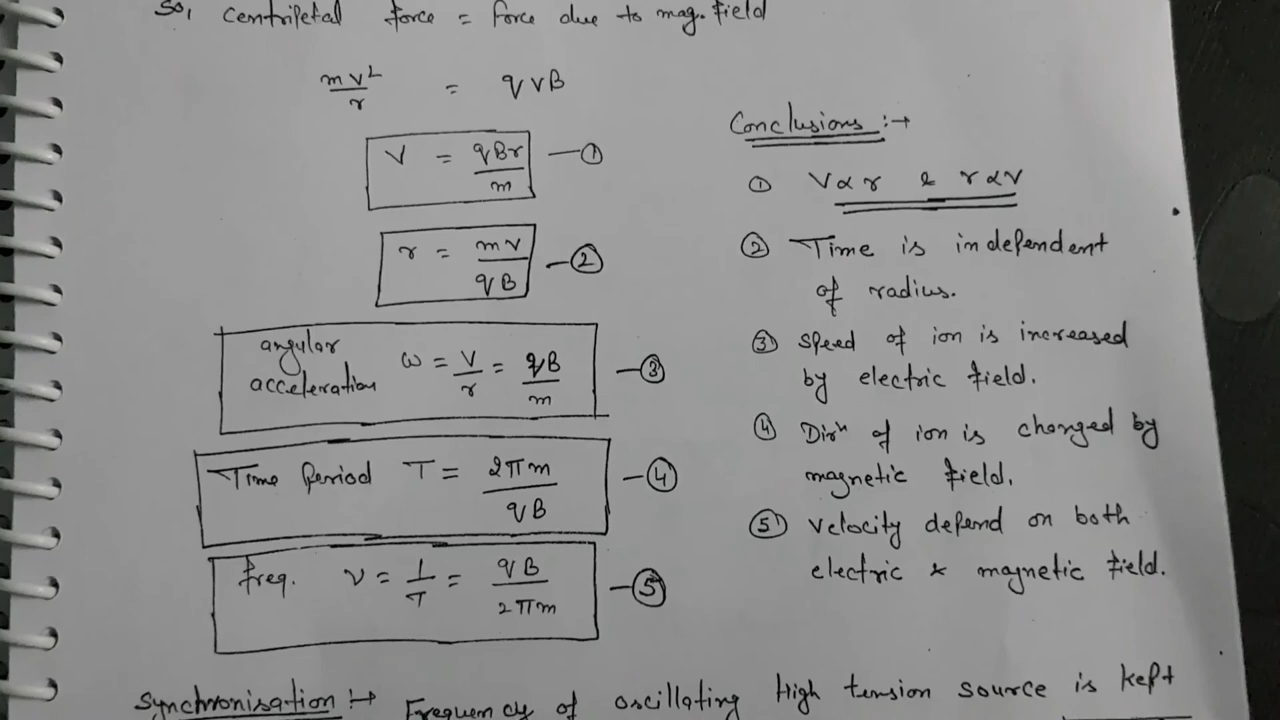 So, centripetal force = force due to mag. field
mv²/r = qvB
V = qBr/m —①
r = mv/qB —②
angular acceleration ω = V/r = qB/m —③
Time Period T = 2πm/qB —④
freq. ν = 1/T = qB/2πm —⑤
Conclusions :→
① V∝r & r∝V
② Time is independent
of radius.
③ Speed of ion is increased
by electric field.
④ Dirⁿ of ion is changed by
magnetic field.
⑤ Velocity depend on both
electric & magnetic field.
Synchronisation :→ Frequency of oscillating High tension source is kept